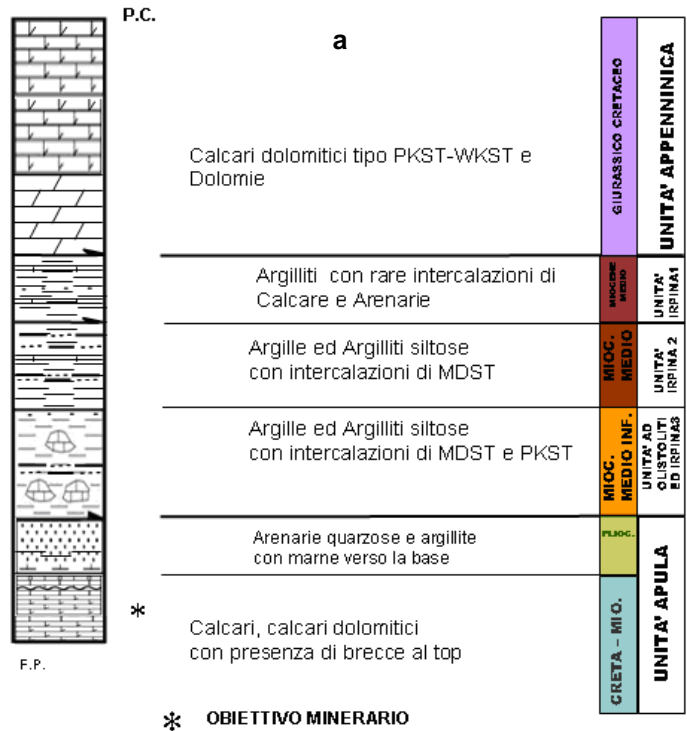 P.C.
a
Calcari dolomitici tipo PKST-WKST e
Dolomie
GIURASSICO CRETACEO
UNITA' APPENNINICA
Argilliti con rare intercalazioni di
Calcare e Arenarie
MIOCENE
MEDIO
UNITA'
IRPINA1
Argille ed Argilliti siltose
con intercalazioni di MDST
MIOC.
MEDIO
UNITA'
IRPINA 2
Argille ed Argilliti siltose
con intercalazioni di MDST e PKST
MIOC.
MEDIO INF.
UNITA' AD
OLISTOLITI
ED IRPINA3
Arenarie quarzose e argillite
con marne verso la base
PLIOC.
UNITA' APULA
*
Calcari, calcari dolomitici
con presenza di brecce al top
CRETA - MIO.
F.P.
* OBIETTIVO MINERARIO